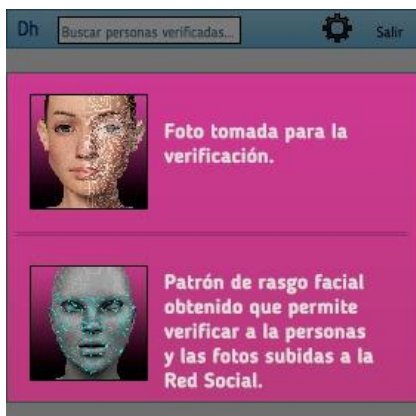 Dh
Buscar personas verificadas...
Salir
Foto tomada para la
verificación.
Patrón de rasgo facial
obtenido que permite
verificar a la personas
y las fotos subidas a la
Red Social.